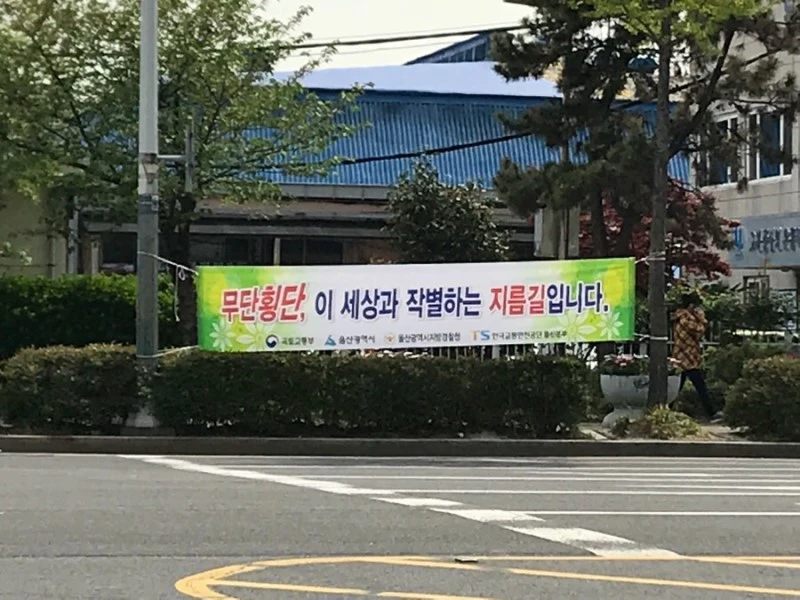 무단횡단, 이 세상과 작별하는 지름길입니다.
국토교통부 울산광역시 울산광역시지방경찰청 TS 한국교통안전공단 울산본부